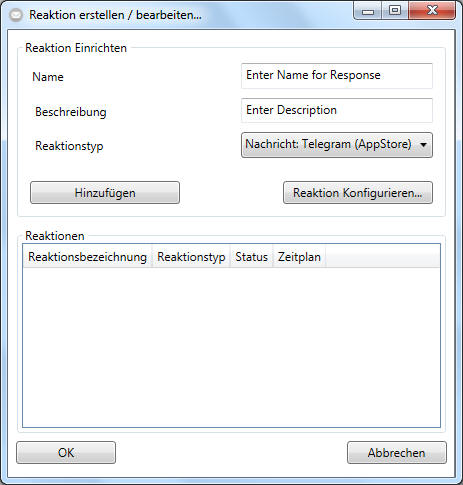 Reaktion erstellen / bearbeiten...
Reaktion Einrichten
Name Enter Name for Response
Beschreibung Enter Description
Reaktionstyp Nachricht: Telegram (AppStore)
Hinzufügen Reaktion Konfigurieren...
Reaktionen
Reaktionsbezeichnung Reaktionstyp Status Zeitplan
OK Abbrechen